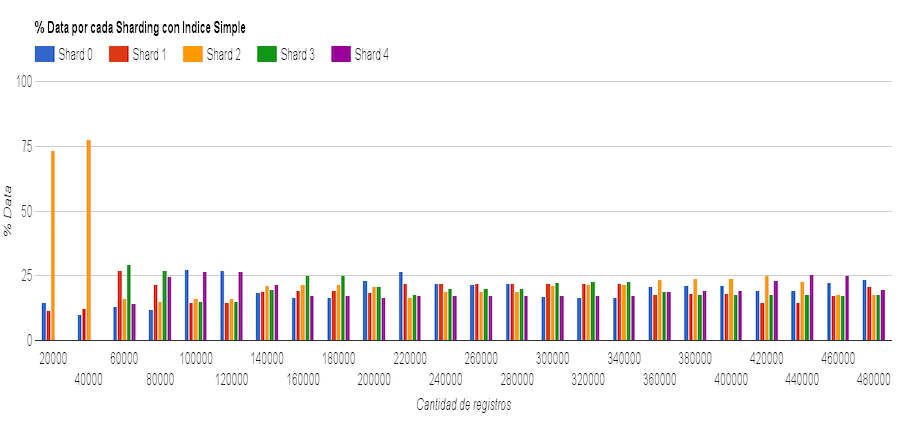 % Data por cada Sharding con Indice Simple
Shard 0 Shard 1 Shard 2 Shard 3 Shard 4
100
75
50
25
0
% Data
20000 60000 100000 140000 180000 220000 260000 300000 340000 380000 420000 460000
40000 80000 120000 160000 200000 240000 280000 320000 360000 400000 440000 480000
Cantidad de registros